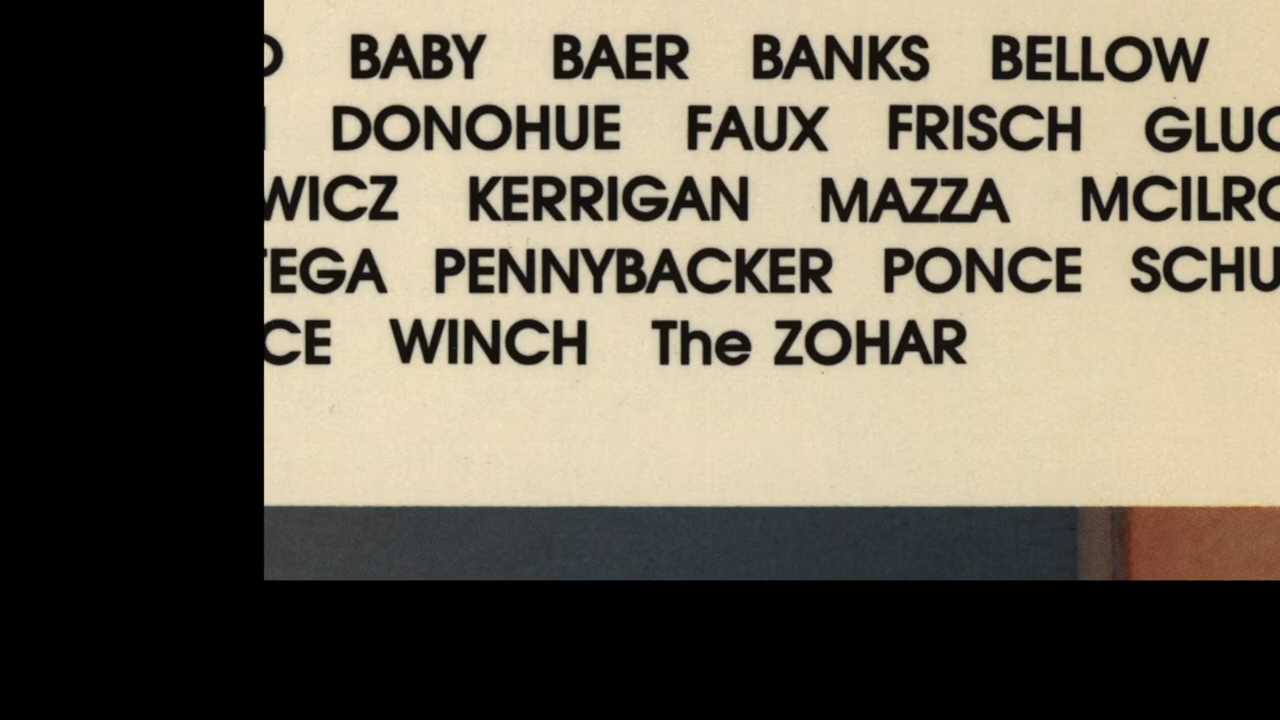 BABY BAER BANKS BELLOW
DONOHUE FAUX FRISCH
KERRIGAN MAZZA
PENNYBACKER PONCE
WINCH The ZOHAR